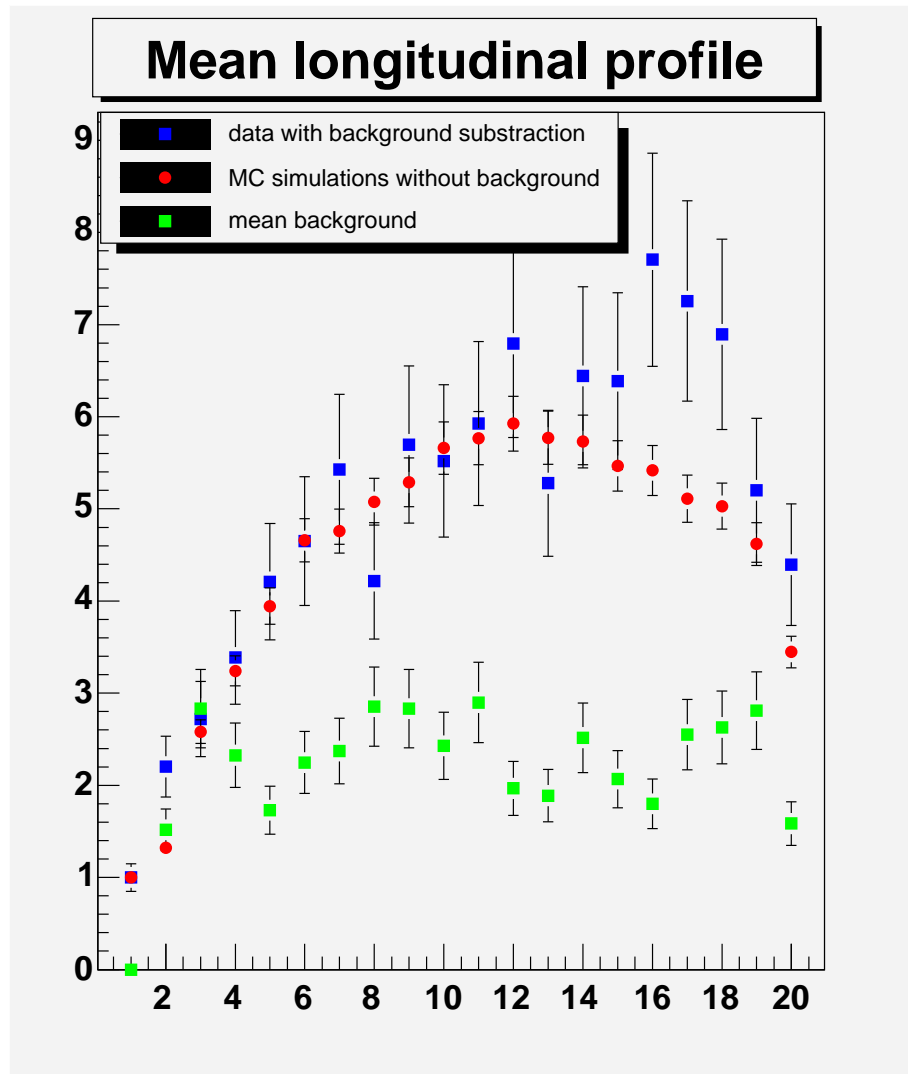 Mean longitudinal profile
data with background substraction
MC simulations without background
mean background
9
8
7
6
5
4
3
2
1
0
2 4 6 8 10 12 14 16 18 20